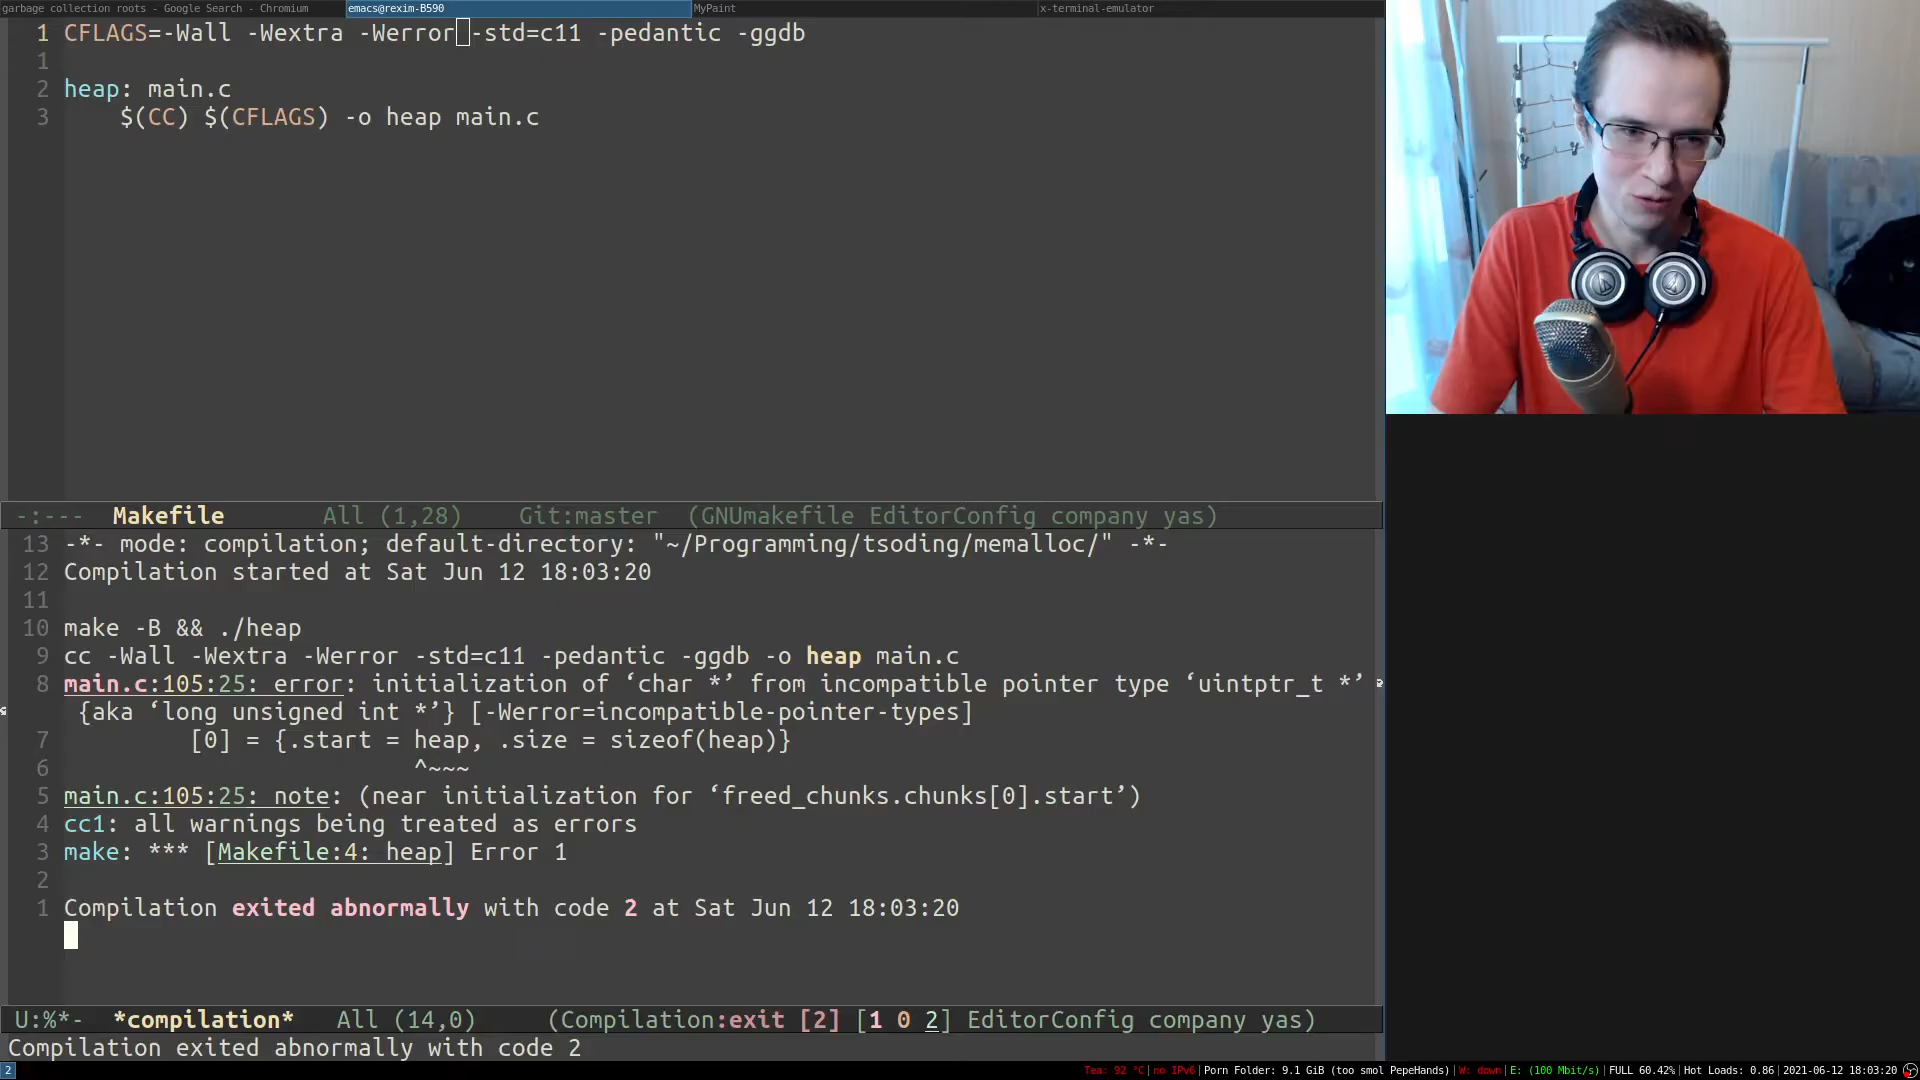 garbage collection roots - Google Search - Chromium
emacs@rexim-B590
MyPaint
x-terminal-emulator
1 CFLAGS=-Wall -Wextra -Werror -std=c11 -pedantic -ggdb
1
2 heap: main.c
3 $(CC) $(CFLAGS) -o heap main.c
-:--- Makefile All (1,28) Git:master (GNUmakefile EditorConfig company yas)
13 -*- mode: compilation; default-directory: "~/Programming/tsoding/memalloc/" -*-
12 Compilation started at Sat Jun 12 18:03:20
11
10 make -B && ./heap
9 cc -Wall -Wextra -Werror -std=c11 -pedantic -ggdb -o heap main.c
8 main.c:105:25: error: initialization of ‘char *’ from incompatible pointer type ‘uintptr_t *’
{aka ‘long unsigned int *’} [-Werror=incompatible-pointer-types]
7 [0] = {.start = heap, .size = sizeof(heap)}
6 ^~~~
5 main.c:105:25: note: (near initialization for ‘freed_chunks.chunks[0].start’)
4 cc1: all warnings being treated as errors
3 make: *** [Makefile:4: heap] Error 1
2
1 Compilation exited abnormally with code 2 at Sat Jun 12 18:03:20
U:%*- *compilation* All (14,0) (Compilation:exit [2] [1 0 2] EditorConfig company yas)
Compilation exited abnormally with code 2
2 Tea: 92 °C|no IPv6|Porn Folder: 9.1 GiB (too smol PepeHands)|W: down|E: (100 Mbit/s)|FULL 60.42%|Hot Loads: 0.86|2021-06-12 18:03:20